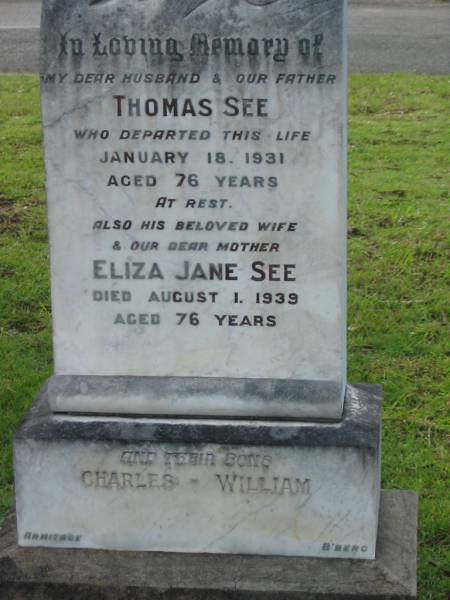 In Loving Memory of
MY DEAR HUSBAND & OUR FATHER
THOMAS SEE
WHO DEPARTED THIS LIFE
JANUARY 18. 1931
AGED 76 YEARS
AT REST.
ALSO HIS BELOVED WIFE
& OUR DEAR MOTHER
ELIZA JANE SEE
DIED AUGUST 1. 1939
AGED 76 YEARS
AND THEIR SONS
CHARLES - WILLIAM
ARMITAGE B'BERG